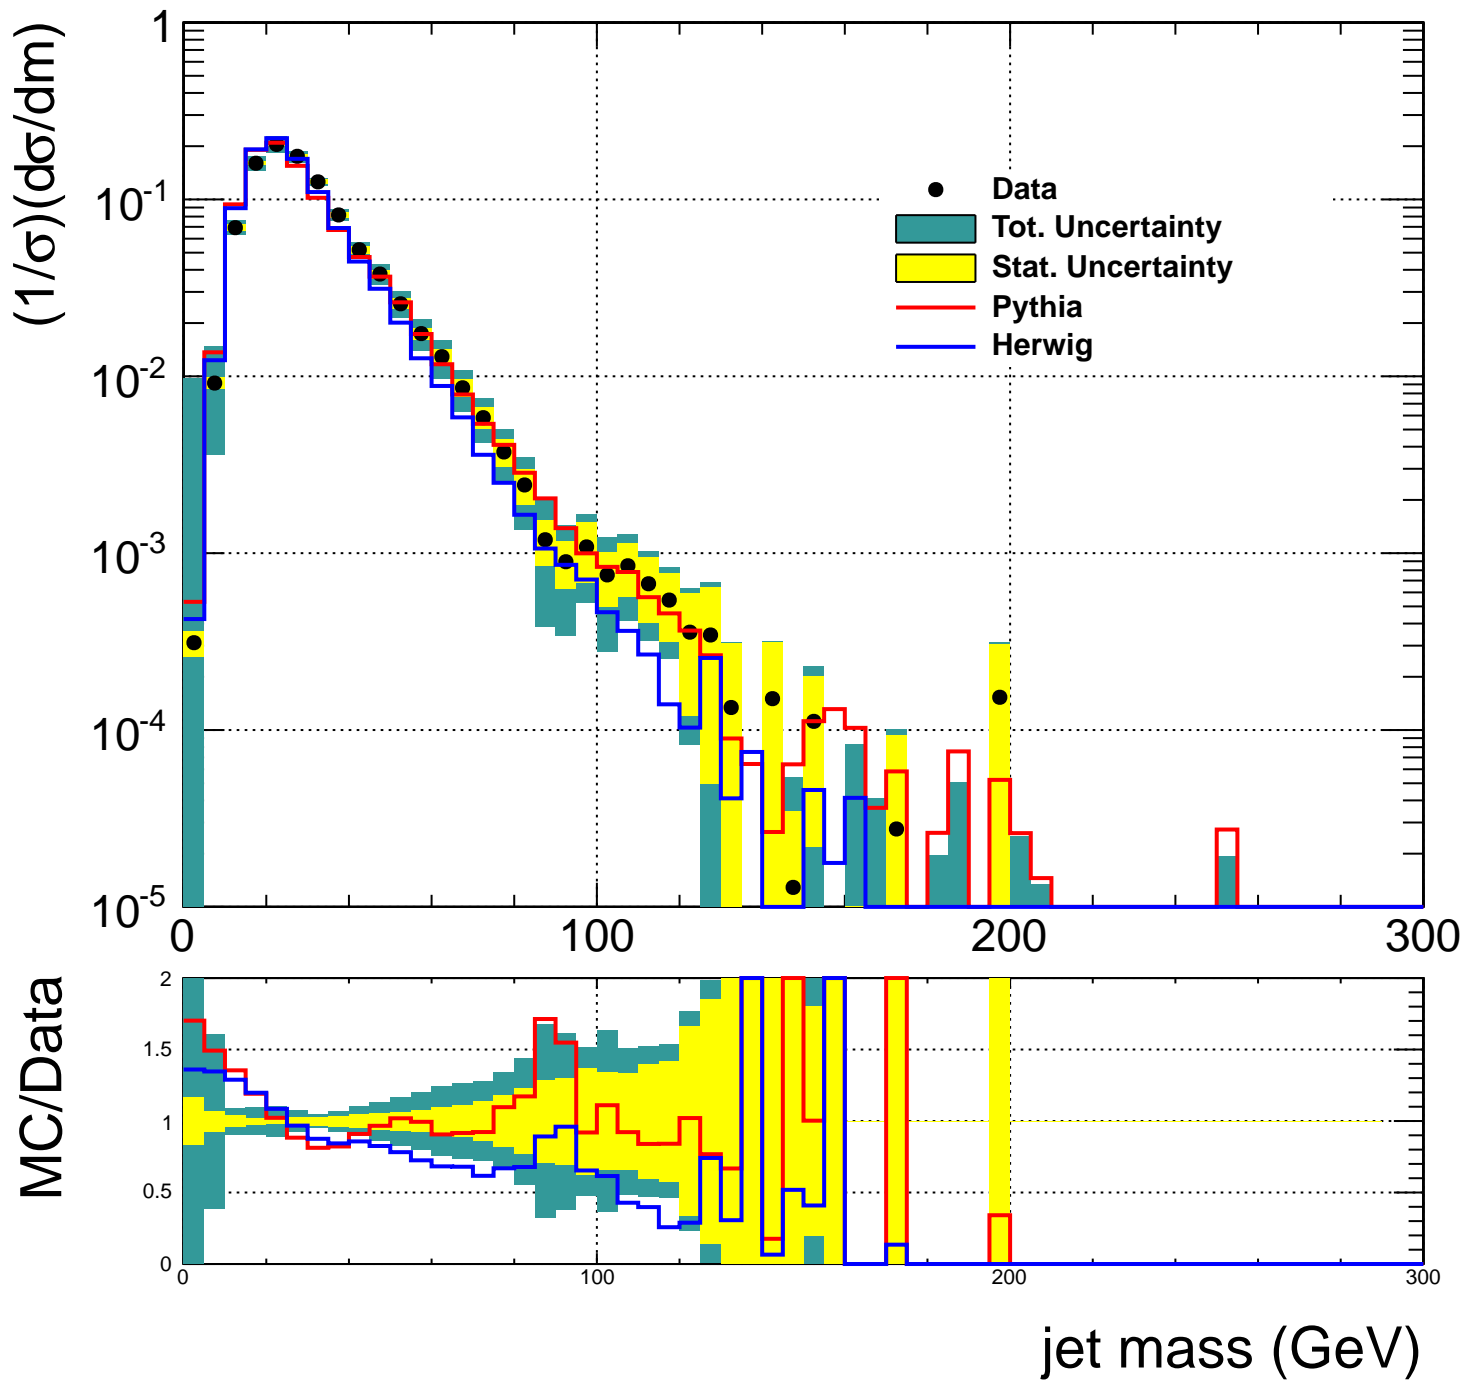 (1/σ)(dσ/dm)
1
10⁻¹
10⁻²
10⁻³
10⁻⁴
10⁻⁵
Data
Tot. Uncertainty
Stat. Uncertainty
Pythia
Herwig
0 100 200 300
MC/Data
2
1.5
1
0.5
0
0 100 200 300
jet mass (GeV)